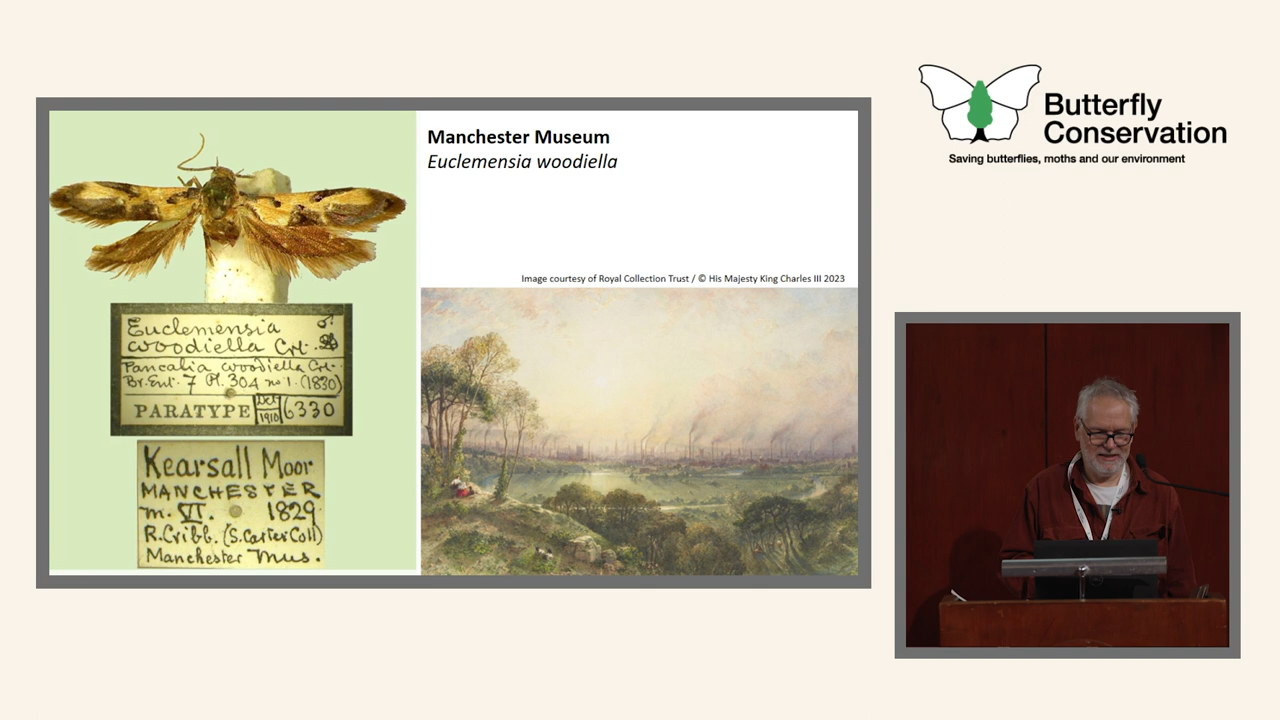 Manchester Museum
Euclemensia woodiella
Image courtesy of Royal Collection Trust / © His Majesty King Charles III 2023
Euclemensia ♂
woodiella Crt.
Pancalia woodiella Crt.
Br. Ent. 7 Pl. 304 no 1. (1830)
PARATYPE Oct 1910 6330
Kearsall Moor
MANCHESTER
m. VI. 1829
R. Cribb. (S. Carter Coll)
Manchester Mus.
Butterfly
Conservation
Saving butterflies, moths and our environment